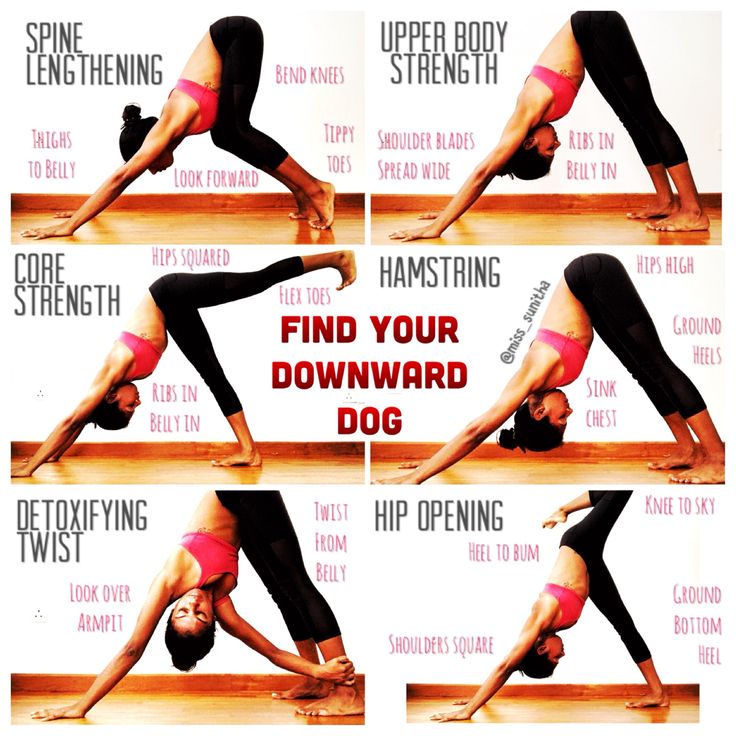 SPINE
LENGTHENING
BEND KNEES
THIGHS
TO BELLY
TIPPY
TOES
LOOK FORWARD
UPPER BODY
STRENGTH
SHOULDER BLADES
SPREAD WIDE
RIBS IN
BELLY IN
CORE
STRENGTH
HIPS SQUARED
FLEX TOES
RIBS IN
BELLY IN
FIND YOUR
DOWNWARD
DOG
HAMSTRING
@miss_sunitha
HIPS HIGH
GROUND
HEELS
SINK
CHEST
DETOXIFYING
TWIST
TWIST
FROM
BELLY
LOOK OVER
ARMPIT
HIP OPENING
KNEE TO SKY
HEEL TO BUM
GROUND
BOTTOM
HEEL
SHOULDERS SQUARE